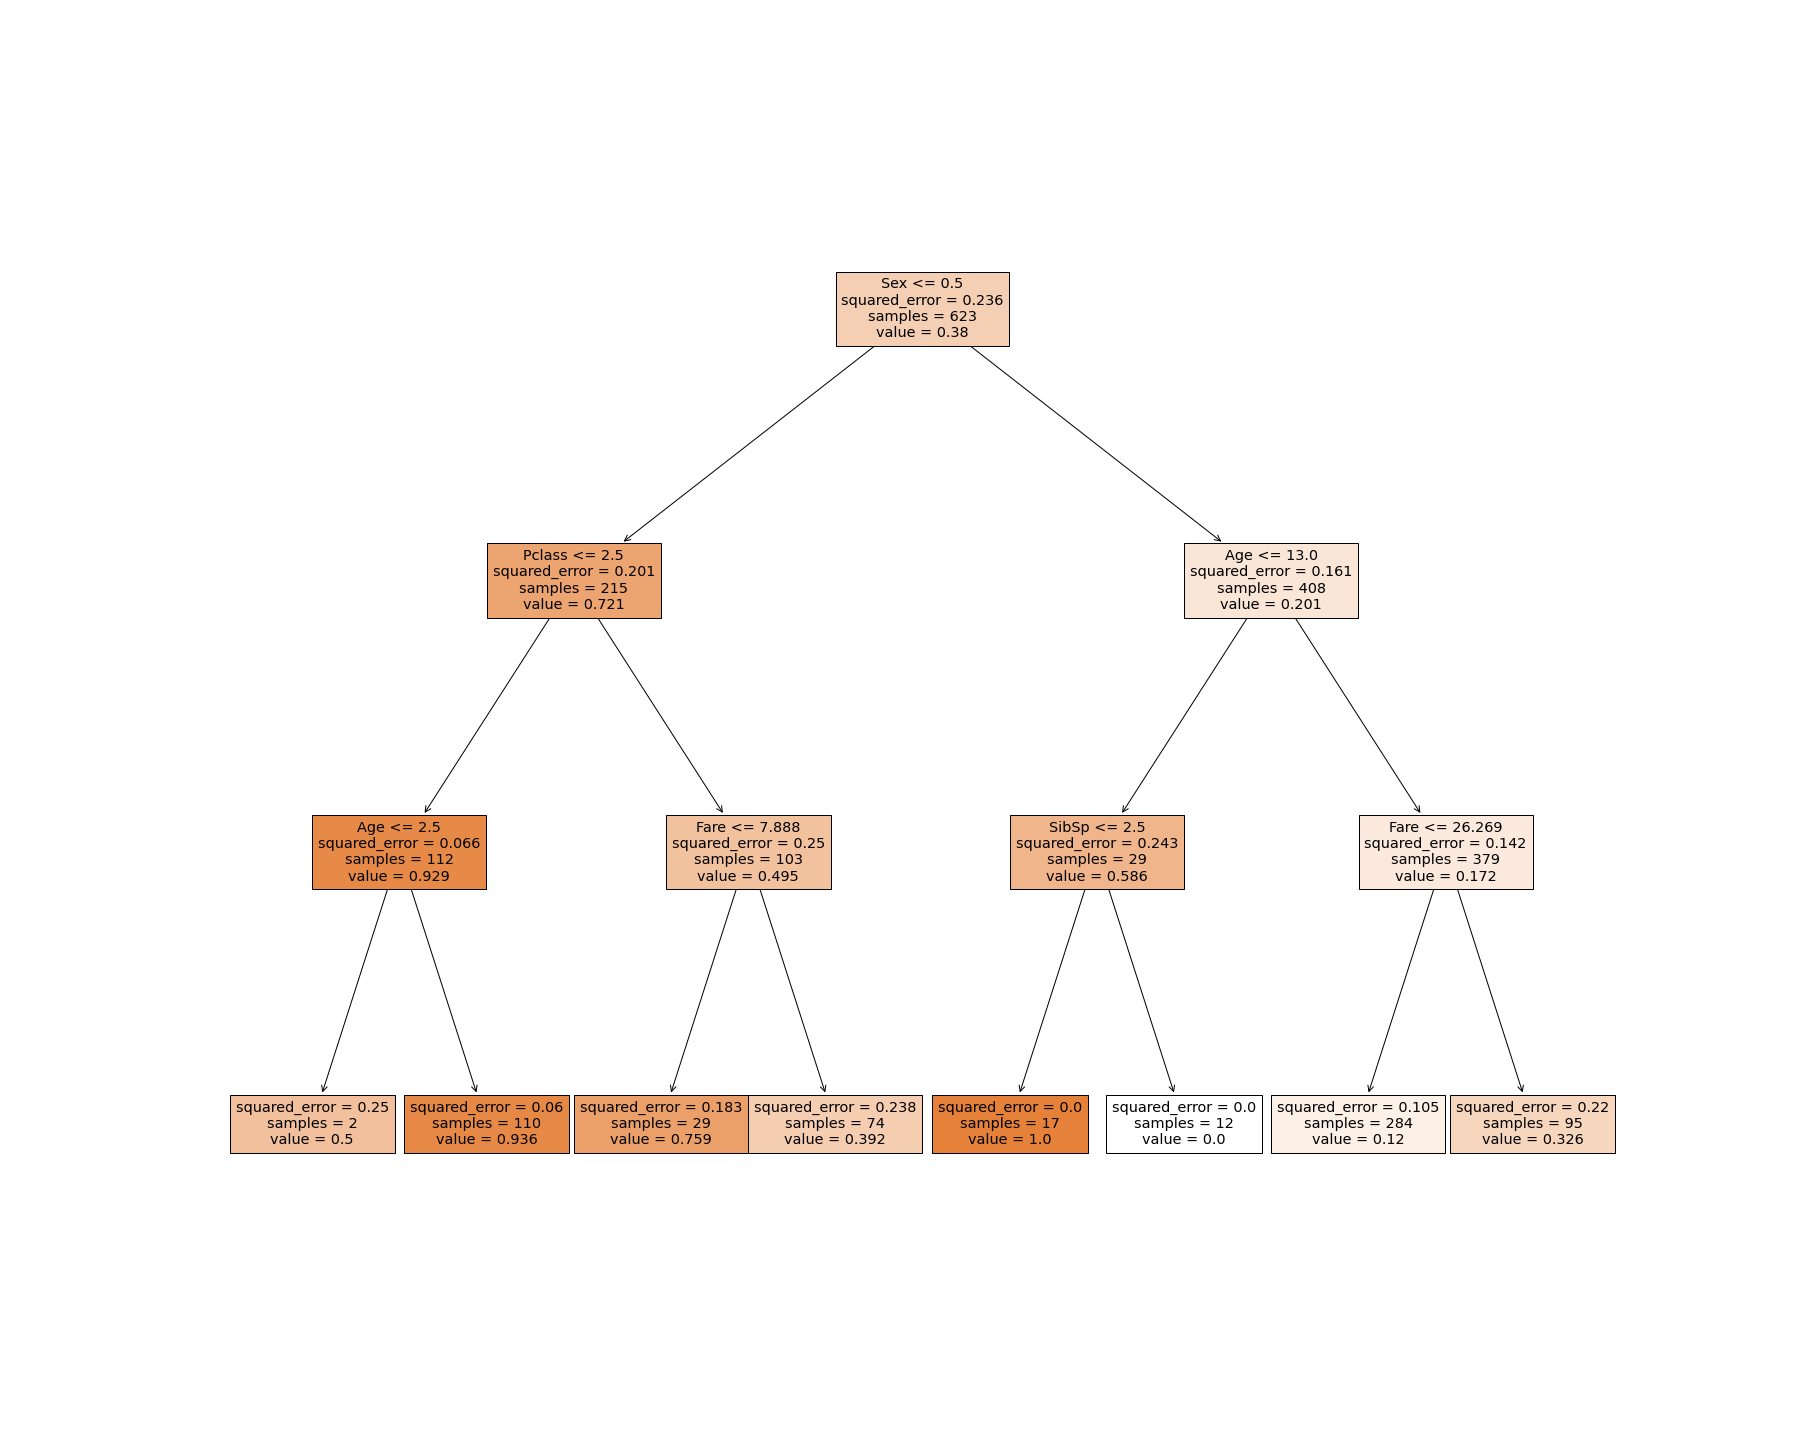 Sex <= 0.5
squared_error = 0.236
samples = 623
value = 0.38
Pclass <= 2.5
squared_error = 0.201
samples = 215
value = 0.721
Age <= 13.0
squared_error = 0.161
samples = 408
value = 0.201
Age <= 2.5
squared_error = 0.066
samples = 112
value = 0.929
Fare <= 7.888
squared_error = 0.25
samples = 103
value = 0.495
SibSp <= 2.5
squared_error = 0.243
samples = 29
value = 0.586
Fare <= 26.269
squared_error = 0.142
samples = 379
value = 0.172
squared_error = 0.25
samples = 2
value = 0.5
squared_error = 0.06
samples = 110
value = 0.936
squared_error = 0.183
samples = 29
value = 0.759
squared_error = 0.238
samples = 74
value = 0.392
squared_error = 0.0
samples = 17
value = 1.0
squared_error = 0.0
samples = 12
value = 0.0
squared_error = 0.105
samples = 284
value = 0.12
squared_error = 0.22
samples = 95
value = 0.326